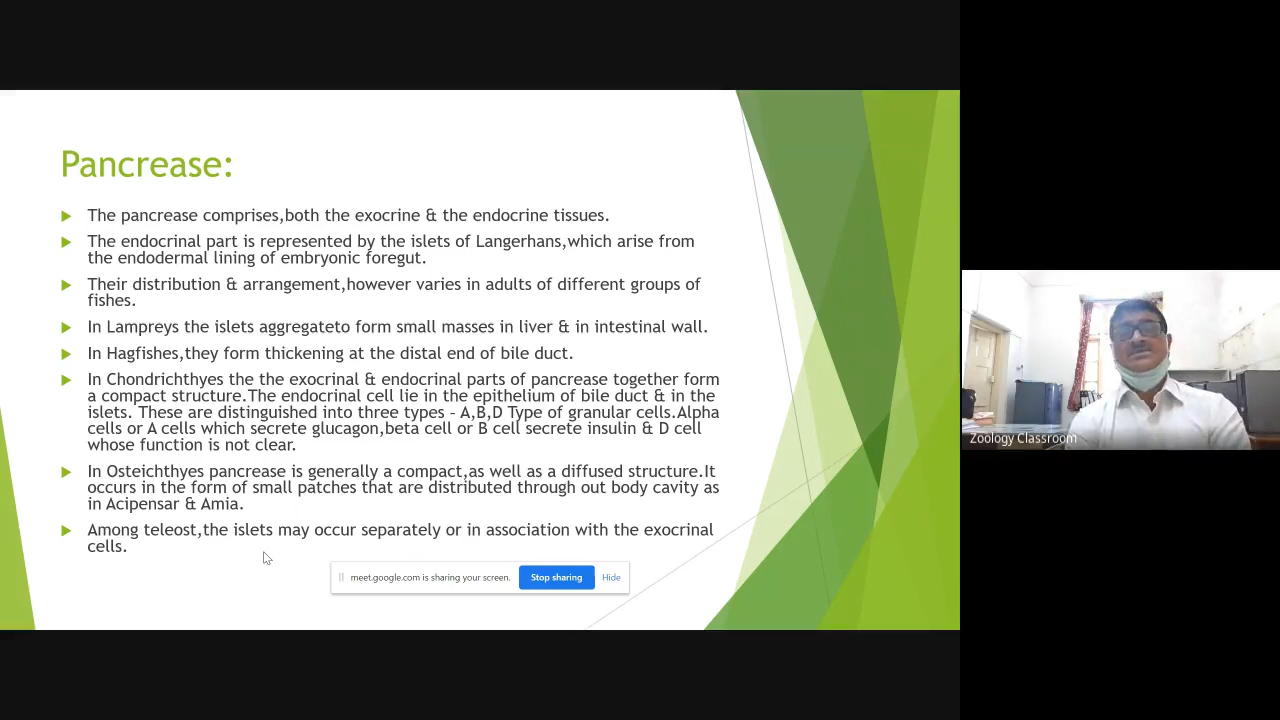 Pancrease:
The pancrease comprises,both the exocrine & the endocrine tissues.
The endocrinal part is represented by the islets of Langerhans,which arise from
the endodermal lining of embryonic foregut.
Their distribution & arrangement,however varies in adults of different groups of
fishes.
In Lampreys the islets aggregateto form small masses in liver & in intestinal wall.
In Hagfishes,they form thickening at the distal end of bile duct.
In Chondrichthyes the the exocrinal & endocrinal parts of pancrease together form
a compact structure.The endocrinal cell lie in the epithelium of bile duct & in the
islets. These are distinguished into three types – A,B,D Type of granular cells.Alpha
cells or A cells which secrete glucagon,beta cell or B cell secrete insulin & D cell
whose function is not clear.
In Osteichthyes pancrease is generally a compact,as well as a diffused structure.It
occurs in the form of small patches that are distributed through out body cavity as
in Acipensar & Amia.
Among teleost,the islets may occur separately or in association with the exocrinal
cells.
meet.google.com is sharing your screen.
Stop sharing
Hide
Zoology Classroom